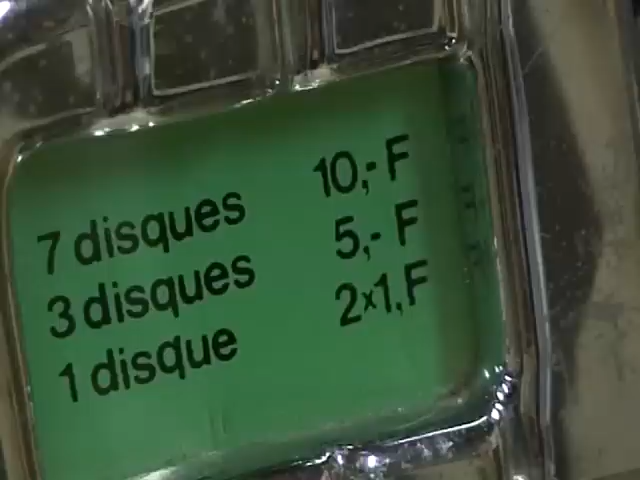 7 disques 10,- F
3 disques 5,- F
1 disque 2x1, F